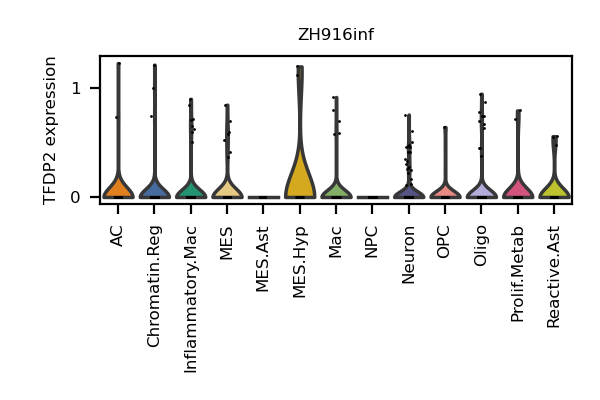 ZH916inf
TFDP2 expression
1
0
AC
Chromatin.Reg
Inflammatory.Mac
MES
MES.Ast
MES.Hyp
Mac
NPC
Neuron
OPC
Oligo
Prolif.Metab
Reactive.Ast